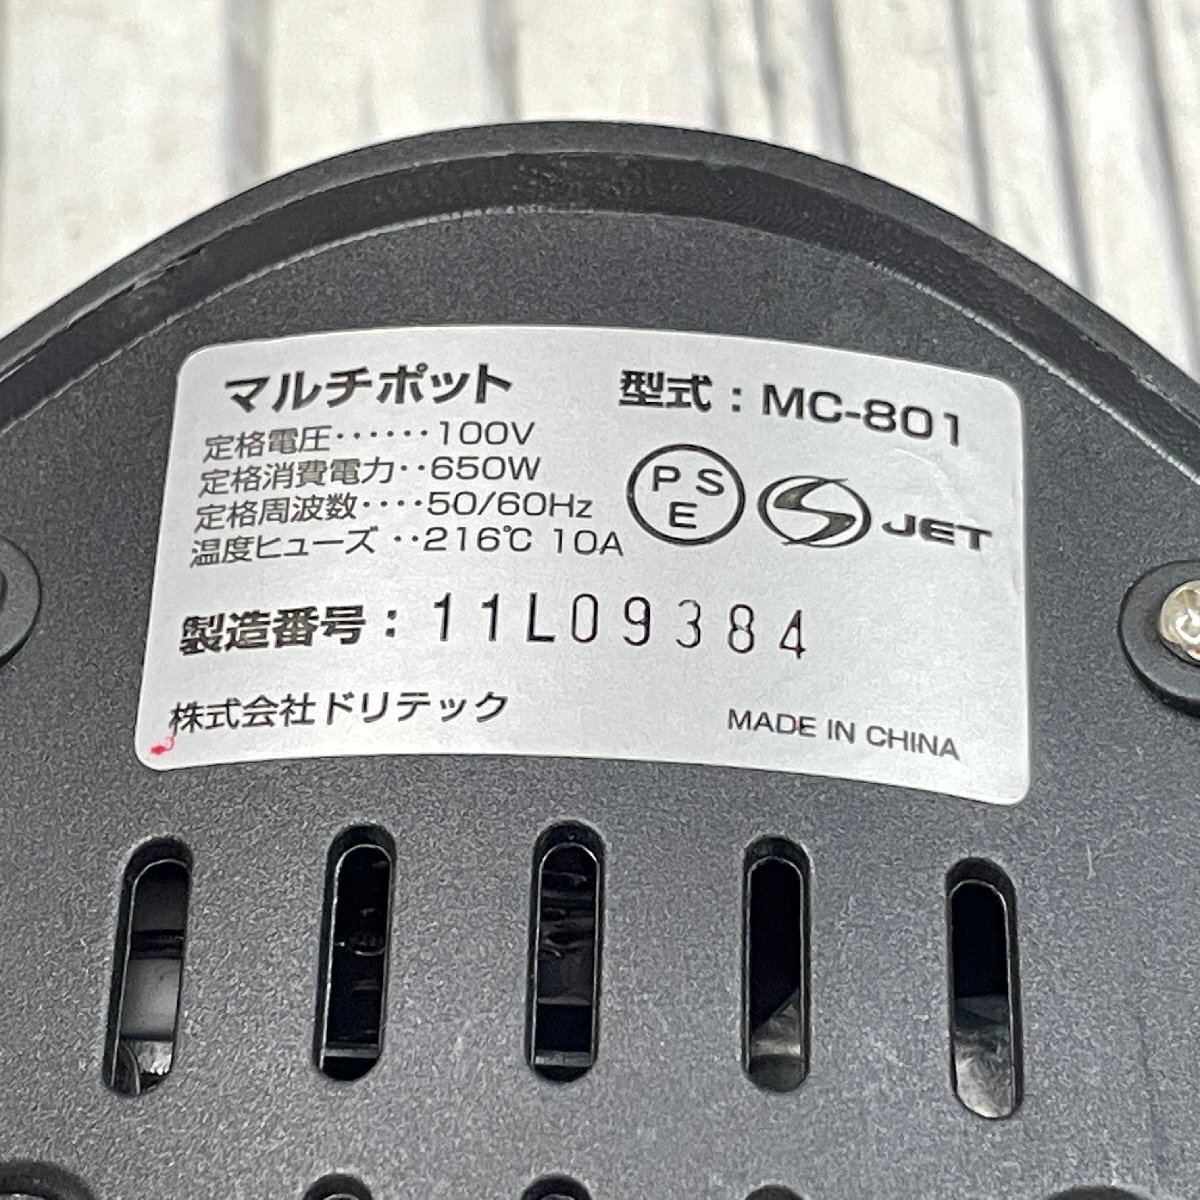 マルチポット 型式：MC-801
定格電圧‥‥‥100V
定格消費電力‥650W
定格周波数‥‥50/60Hz
温度ヒューズ‥216℃ 10A
PSE
JET
製造番号：11L09384
株式会社ドリテック
MADE IN CHINA